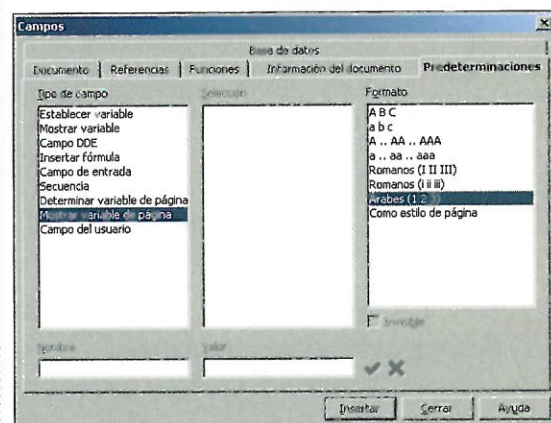 Campos
Base de datos
Documento Referencias Funciones Información del documento Predeterminaciones
Tipo de campo Selección Formato
Establecer variable
Mostrar variable
Campo DDE
Insertar fórmula
Campo de entrada
Secuencia
Determinar variable de página
Mostrar variable de página
Campo del usuario
A B C
a b c
A .. AA .. AAA
a .. aa .. aaa
Romanos (I II III)
Romanos (i ii iii)
Árabes (1 2 3)
Como estilo de página
Invisible
Nombre Valor
Insertar Cerrar Ayuda